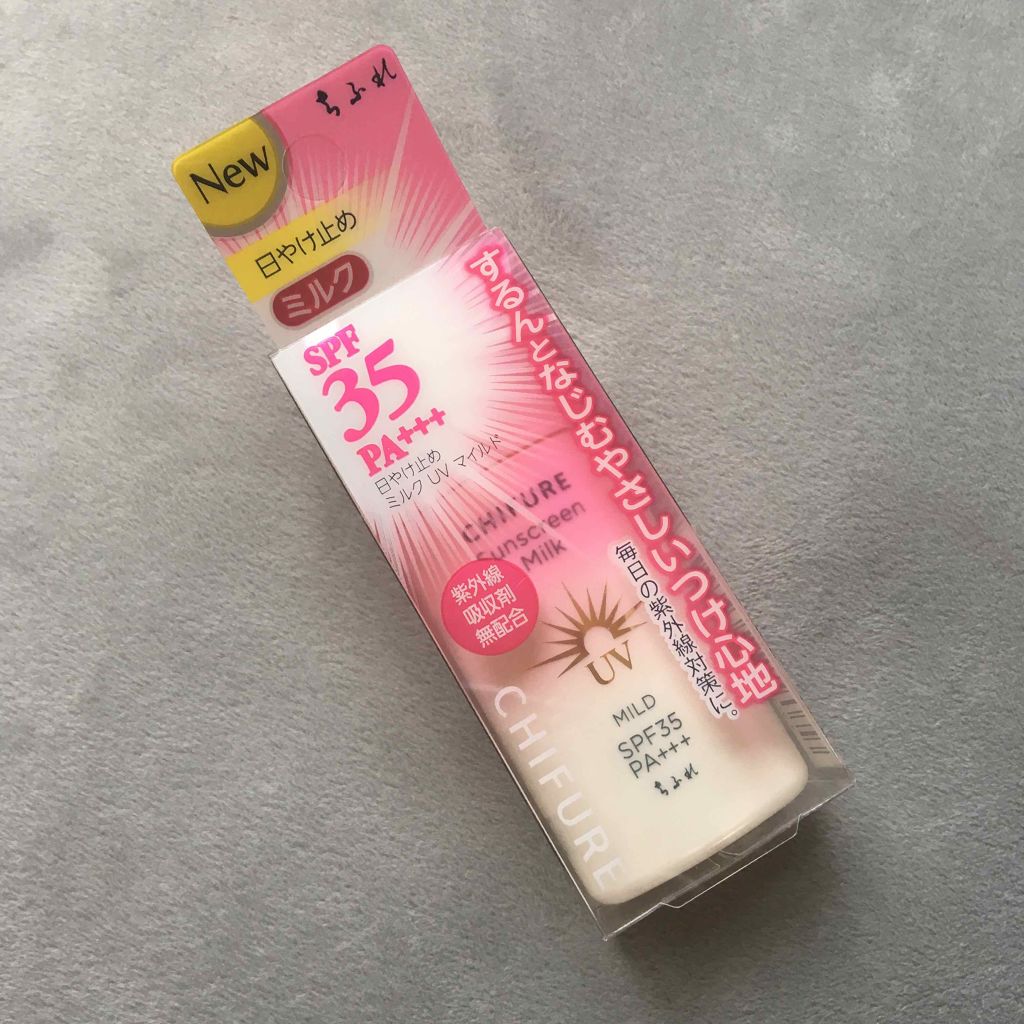 ちふれ
New
日やけ止め
ミルク
SPF
35
PA+++
日やけ止め
ミルク UV マイルド
するんとなじむやさしいつけ心地
毎日の紫外線対策に。
CHIFURE
Sunscreen
Milk
紫外線
吸収剤
無配合
UV
MILD
SPF35
PA+++
ちふれ
CHIFURE